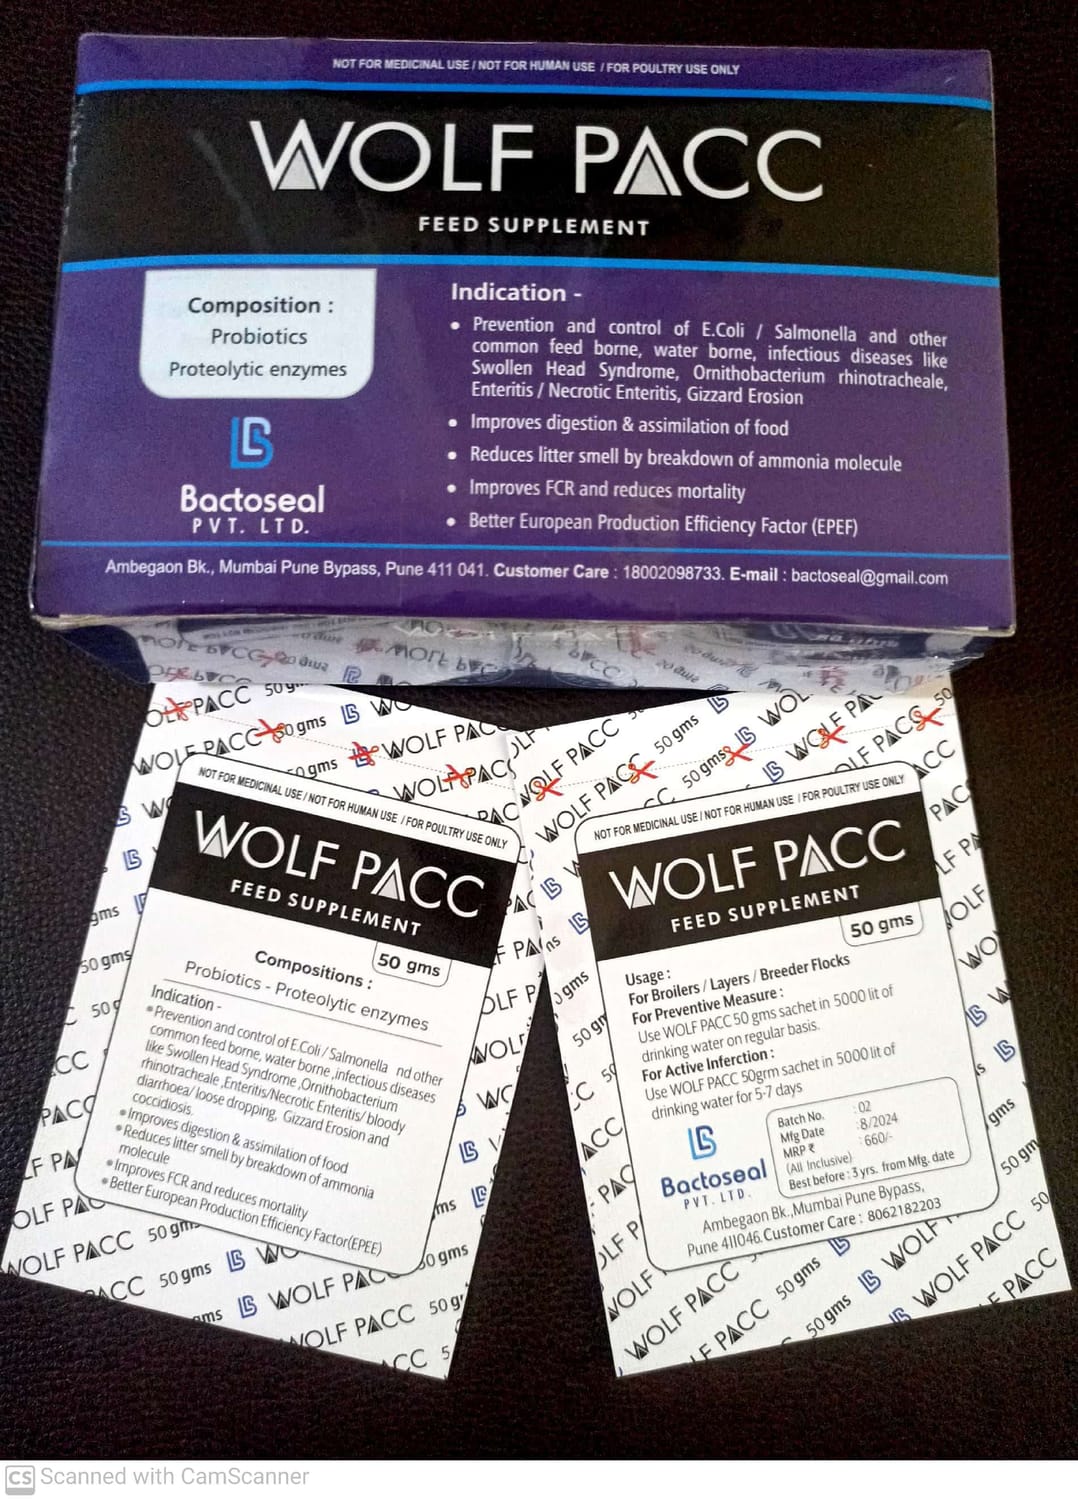 NOT FOR MEDICINAL USE / NOT FOR HUMAN USE / FOR POULTRY USE ONLY
WOLF PACC
FEED SUPPLEMENT
Composition :
Probiotics
Proteolytic enzymes
Bactoseal
PVT. LTD.
Indication -
• Prevention and control of E.Coli / Salmonella and other
common feed borne, water borne, infectious diseases like
Swollen Head Syndrome, Ornithobacterium rhinotracheale,
Enteritis / Necrotic Enteritis, Gizzard Erosion
• Improves digestion & assimilation of food
• Reduces litter smell by breakdown of ammonia molecule
• Improves FCR and reduces mortality
• Better European Production Efficiency Factor (EPEF)
Ambegaon Bk., Mumbai Pune Bypass, Pune 411 041. Customer Care : 18002098733. E-mail : bactoseal@gmail.com
NOT FOR MEDICINAL USE / NOT FOR HUMAN USE / FOR POULTRY USE ONLY
WOLF PACC
FEED SUPPLEMENT
50 gms
Compositions :
Probiotics - Proteolytic enzymes
Indication -
• Prevention and control of E.Coli / Salmonella nd other
common feed borne, water borne ,infectious diseases
like Swollen Head Syndrome ,Ornithobacterium
rhinotracheale ,Enteritis/Necrotic Enteritis/ bloody
diarrhoea/ loose dropping, Gizzard Erosion and
coccidiosis.
• Improves digestion & assimilation of food
• Reduces litter smell by breakdown of ammonia
molecule
• Improves FCR and reduces mortality
• Better European Production Efficiency Factor(EPEE)
NOT FOR MEDICINAL USE / NOT FOR HUMAN USE / FOR POULTRY USE ONLY
WOLF PACC
FEED SUPPLEMENT
50 gms
Usage :
For Broilers / Layers / Breeder Flocks
For Preventive Measure :
Use WOLF PACC 50 gms sachet in 5000 lit of
drinking water on regular basis.
For Active Inferction :
Use WOLF PACC 50grm sachet in 5000 lit of
drinking water for 5-7 days
Batch No. : 02
Mfg Date : 8/2024
MRP ₹ : 660/-
(All Inclusive)
Best before : 3 yrs. from Mfg. date
Bactoseal
PVT. LTD.
Ambegaon Bk.,Mumbai Pune Bypass,
Pune 411046. Customer Care : 8062182203
WOLF PACC 50 gms
WOLF PACC 50 gms
CS Scanned with CamScanner